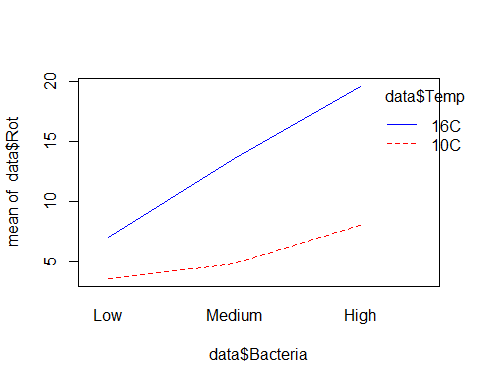 mean of data$Rot
20
15
10
5
data$Temp
16C
10C
Low Medium High
data$Bacteria